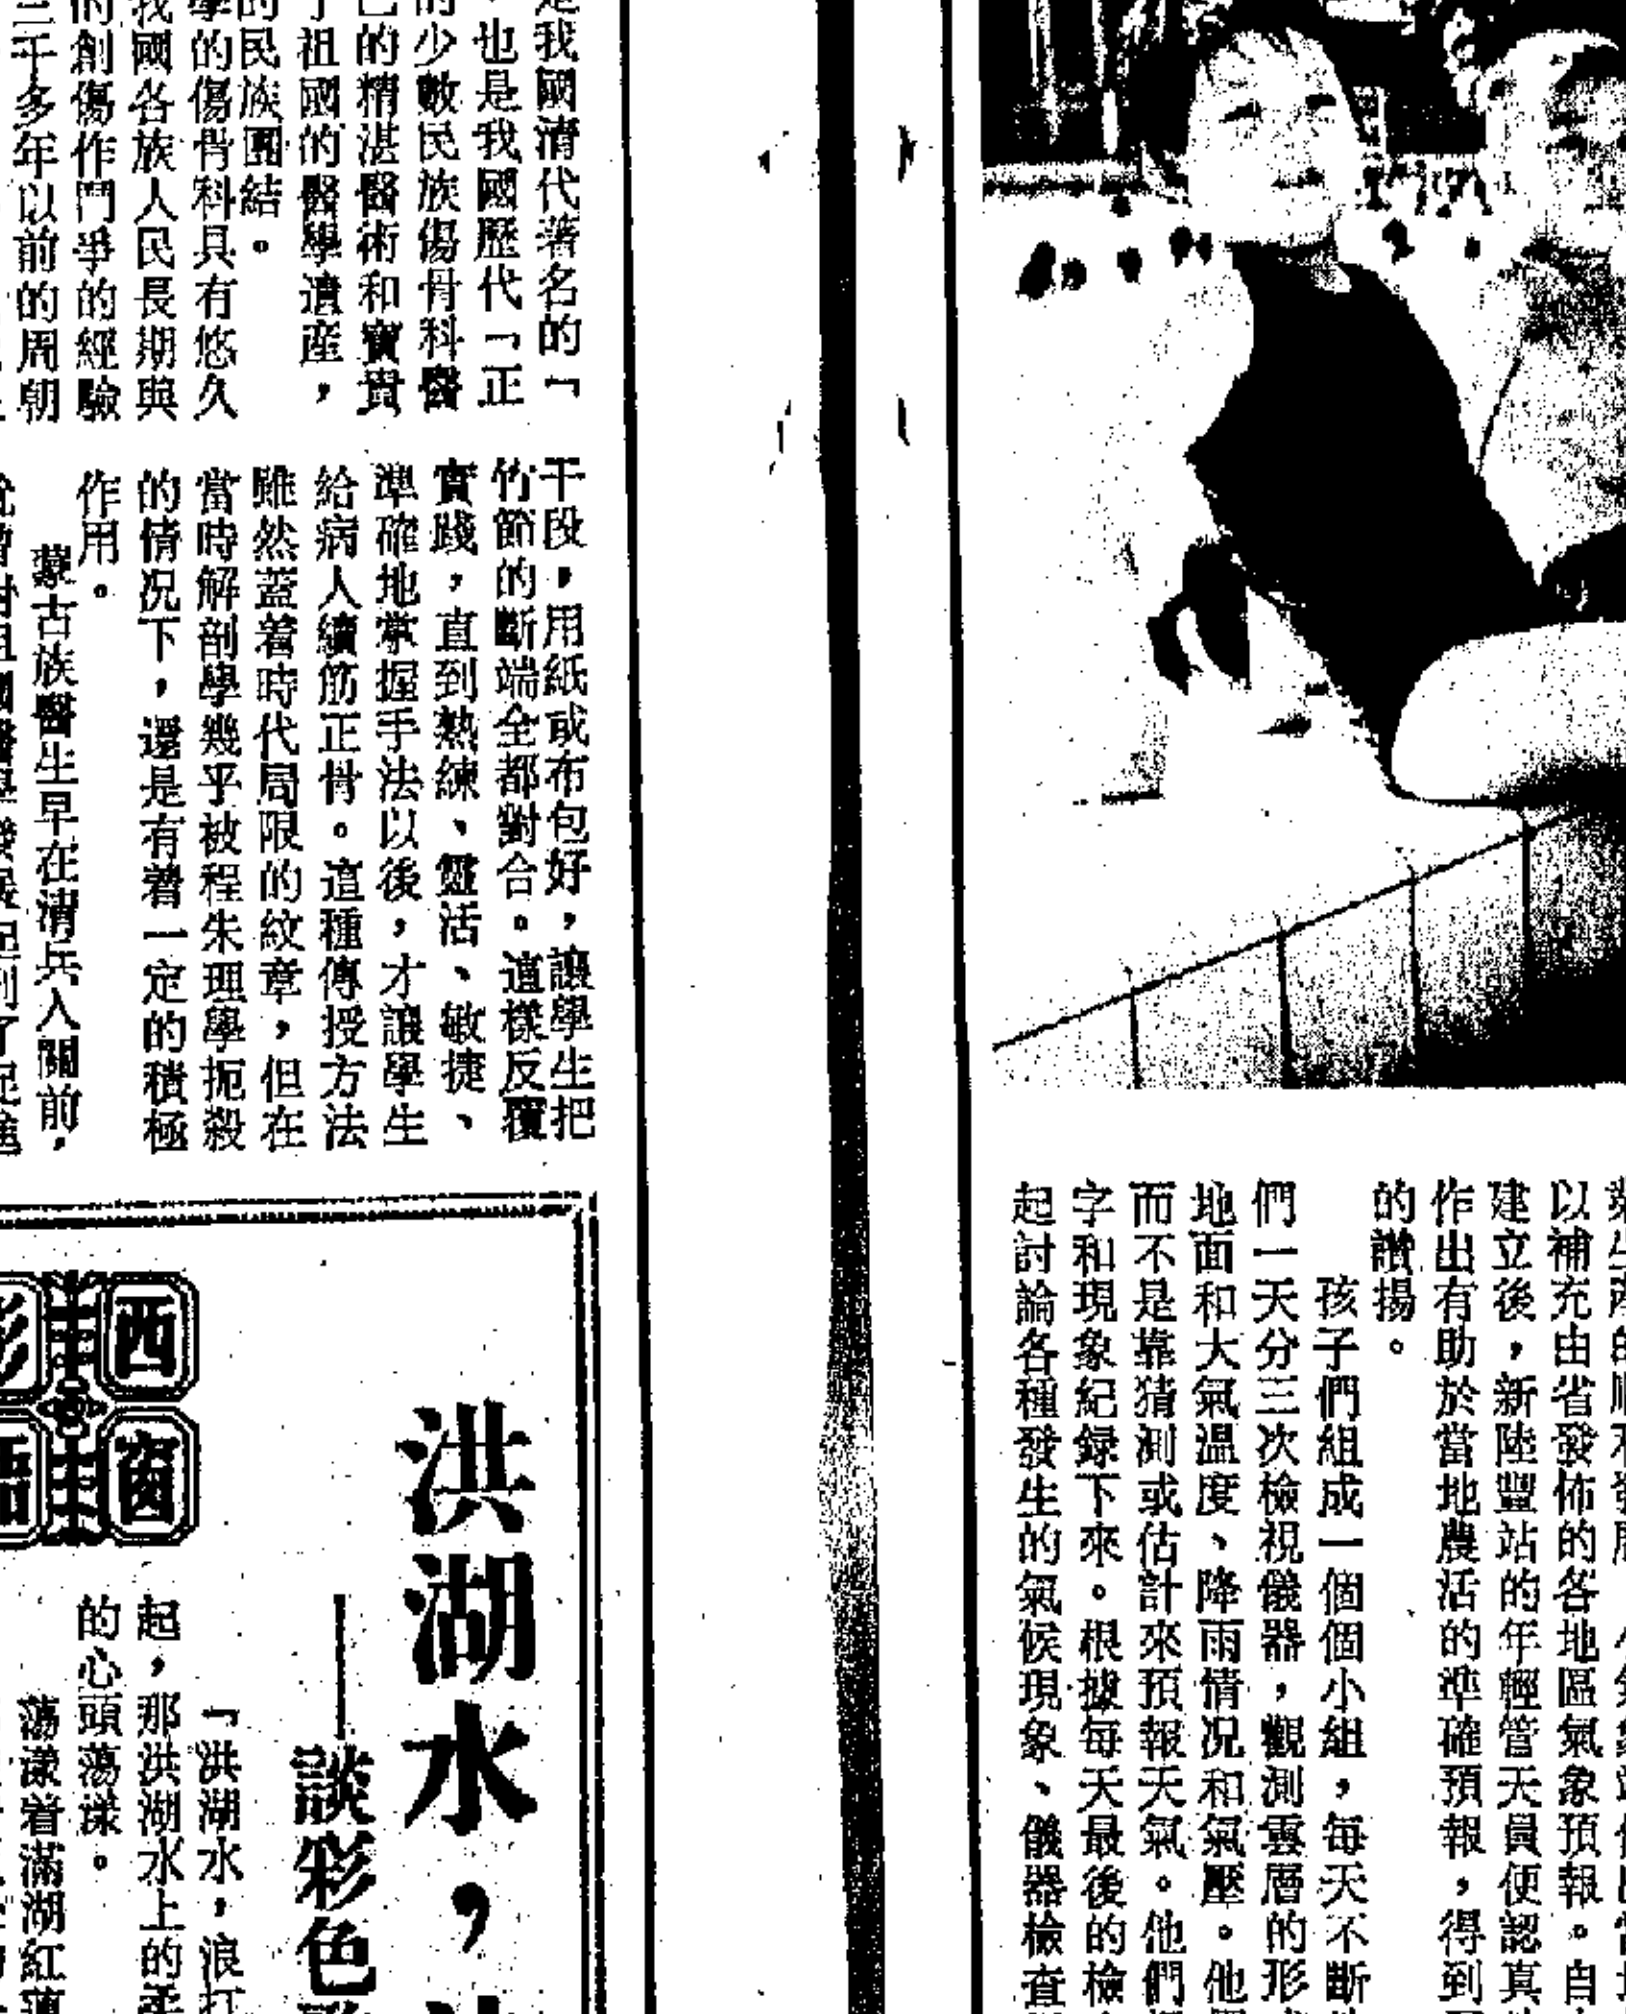 以補充由省發佈的各地區氣象預報。自
建立後，新陸豐站的年輕管天員便認真
作出有助於當地農活的準確預報，得到
的讚揚。
孩子們組成一個個小組，每天不斷
們一天分三次檢視儀器，觀測雲層的形
地面和大氣溫度、降雨情况和氣壓。他
而不是靠猜測或估計來預報天氣。他們
字和現象紀録下來。根據每天最後的檢
起討論各種發生的氣候現象、儀器檢查
我國清代著名的「
，也是我國歷代「正
的少數民族傷骨科醫
的精湛醫術和寶貴
祖國的醫學遺産，
的民族團結。
學的傷骨科具有悠久
我國各族人民長期與
的創傷作鬥爭的經驗
三千多年以前的周朝
干段，用紙或布包好，讓學生把
竹節的斷端全都對合。這樣反覆
實踐，直到熟練、靈活、敏捷、
準確地掌握手法以後，才讓學生
給病人續筋正骨。這種傳授方法
雖然蓋着時代局限的紋章，但在
當時解剖學幾乎被程朱理學扼殺
的情况下，還是有着一定的積極
作用。
蒙古族醫生早在清兵入關前，
西窗
洪湖水，
——談彩色
「洪湖水，浪打
起，那洪湖水上的
的心頭蕩漾。
蕩漾着滿湖紅